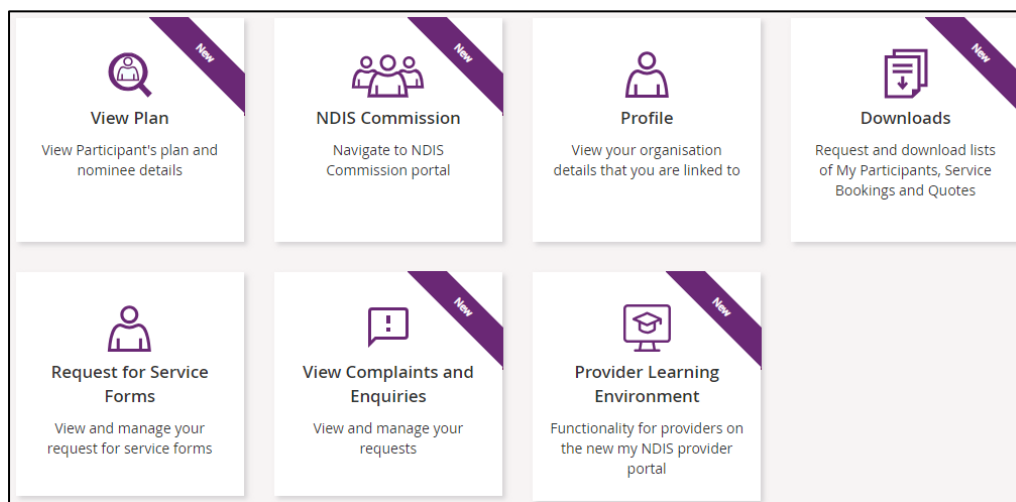 New
View Plan
View Participant's plan and
nominee details
New
NDIS Commission
Navigate to NDIS
Commission portal
Profile
View your organisation
details that you are linked to
New
Downloads
Request and download lists
of My Participants, Service
Bookings and Quotes
Request for Service
Forms
View and manage your
request for service forms
New
View Complaints and
Enquiries
View and manage your
requests
New
Provider Learning
Environment
Functionality for providers on
the new my NDIS provider
portal